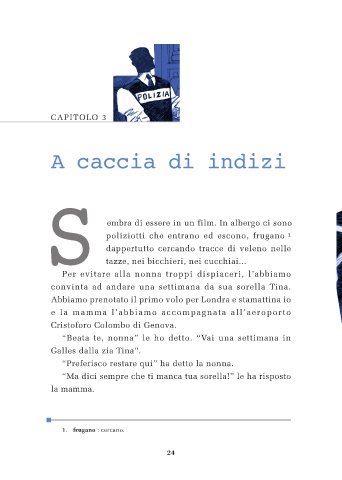 POLIZIA
CAPITOLO 3
A caccia di indizi
Sembra di essere in un film. In albergo ci sono
poliziotti che entrano ed escono, frugano 1
dappertutto cercando tracce di veleno nelle
tazze, nei bicchieri, nei cucchiai...
Per evitare alla nonna troppi dispiaceri, l'abbiamo
convinta ad andare una settimana da sua sorella Tina.
Abbiamo prenotato il primo volo per Londra e stamattina io
e la mamma l'abbiamo accompagnata all'aeroporto
Cristoforo Colombo di Genova.
"Beata te, nonna" le ho detto. "Vai una settimana in
Galles dalla zia Tina".
"Preferisco restare qui" ha detto la nonna.
"Ma dici sempre che ti manca tua sorella!" le ha risposto
la mamma.
1. frugano : cercano.
24